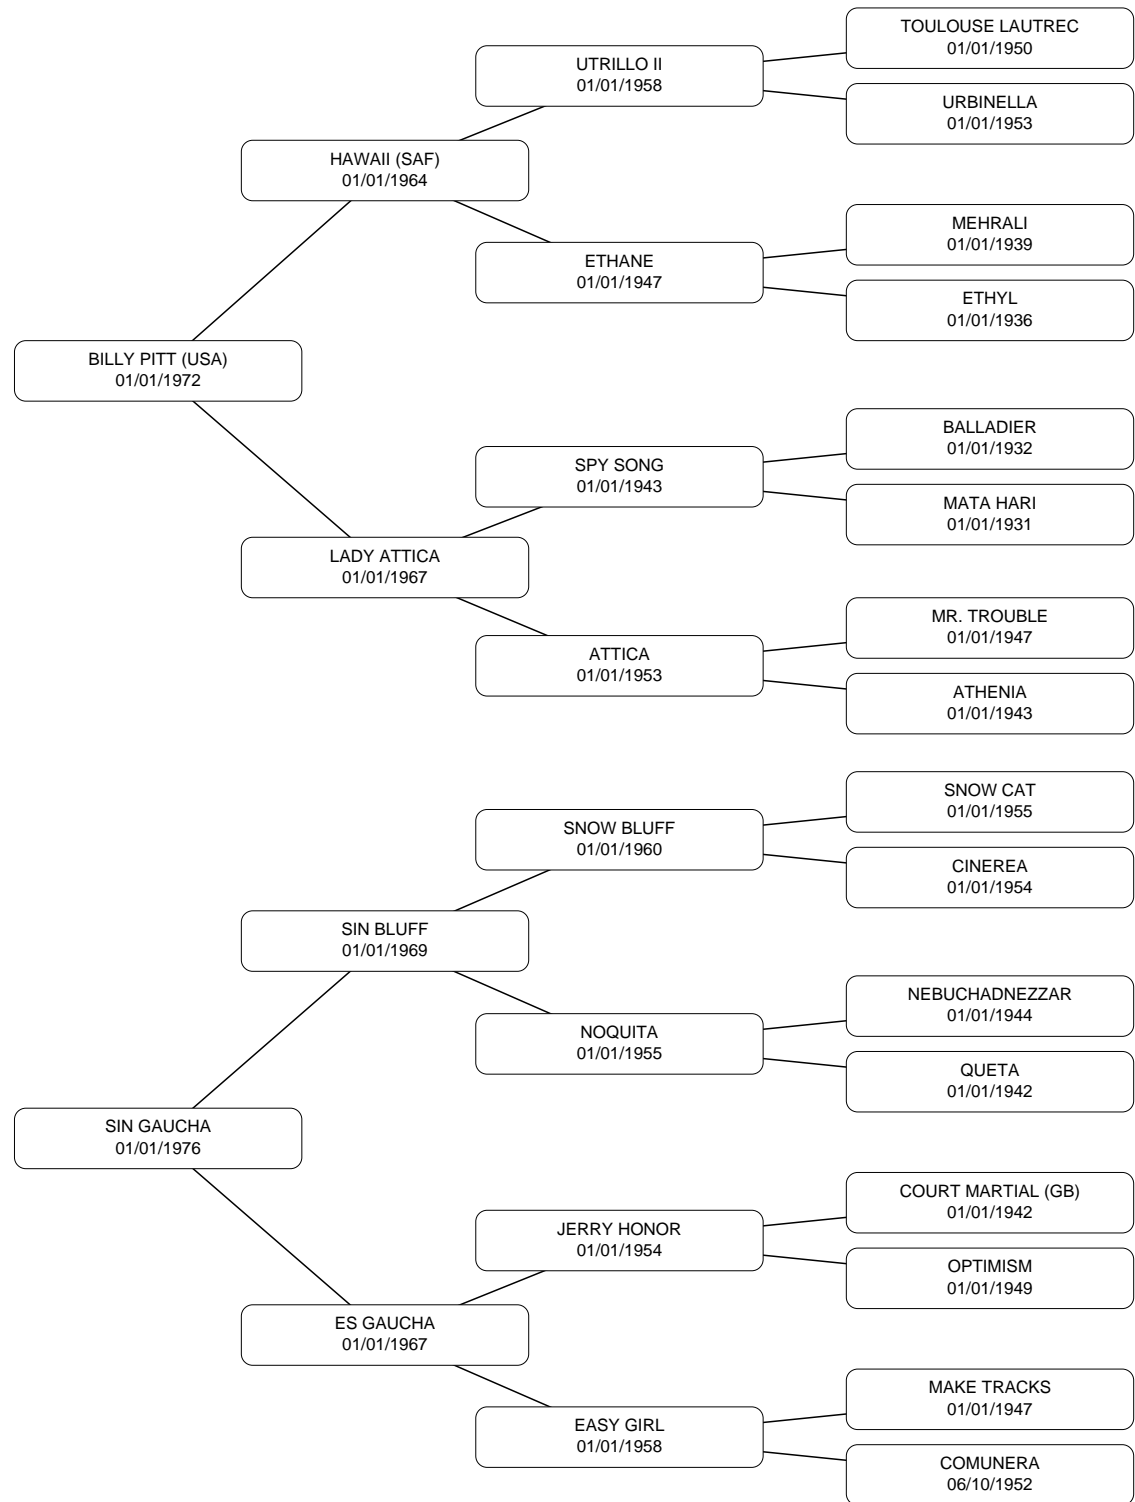 TOULOUSE LAUTREC
01/01/1950
UTRILLO II
01/01/1958
URBINELLA
01/01/1953
HAWAII (SAF)
01/01/1964
MEHRALI
01/01/1939
ETHANE
01/01/1947
ETHYL
01/01/1936
BILLY PITT (USA)
01/01/1972
BALLADIER
01/01/1932
SPY SONG
01/01/1943
MATA HARI
01/01/1931
LADY ATTICA
01/01/1967
MR. TROUBLE
01/01/1947
ATTICA
01/01/1953
ATHENIA
01/01/1943
SNOW CAT
01/01/1955
SNOW BLUFF
01/01/1960
CINEREA
01/01/1954
SIN BLUFF
01/01/1969
NEBUCHADNEZZAR
01/01/1944
NOQUITA
01/01/1955
QUETA
01/01/1942
SIN GAUCHA
01/01/1976
COURT MARTIAL (GB)
01/01/1942
JERRY HONOR
01/01/1954
OPTIMISM
01/01/1949
ES GAUCHA
01/01/1967
MAKE TRACKS
01/01/1947
EASY GIRL
01/01/1958
COMUNERA
06/10/1952